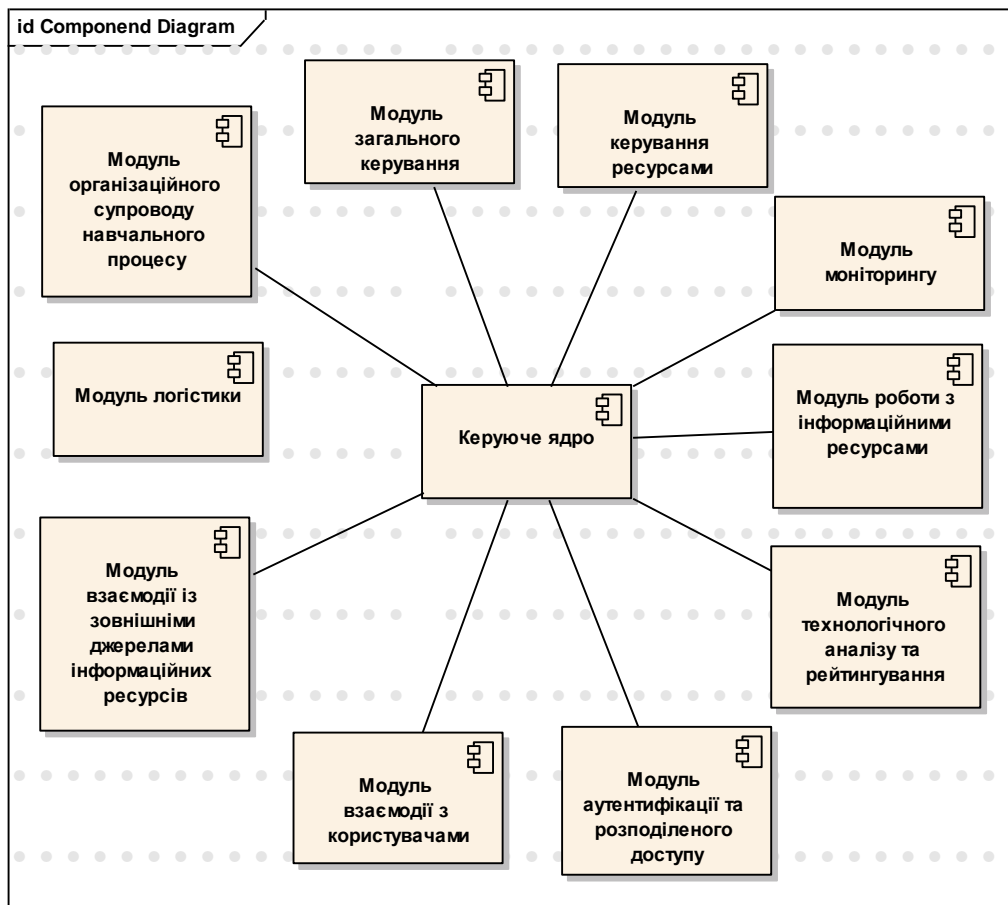 id Componend Diagram
Модуль
загального
керування
Модуль
керування
ресурсами
Модуль
організаційного
супроводу
навчального
процесу
Модуль
моніторингу
Модуль логістики
Керуюче ядро
Модуль роботи з
інформаційними
ресурсами
Модуль
взаємодії із
зовнішніми
джерелами
інформаційних
ресурсів
Модуль
технологічного
аналізу та
рейтингування
Модуль
взаємодії з
користувачами
Модуль
аутентифікації та
розподіленого
доступу